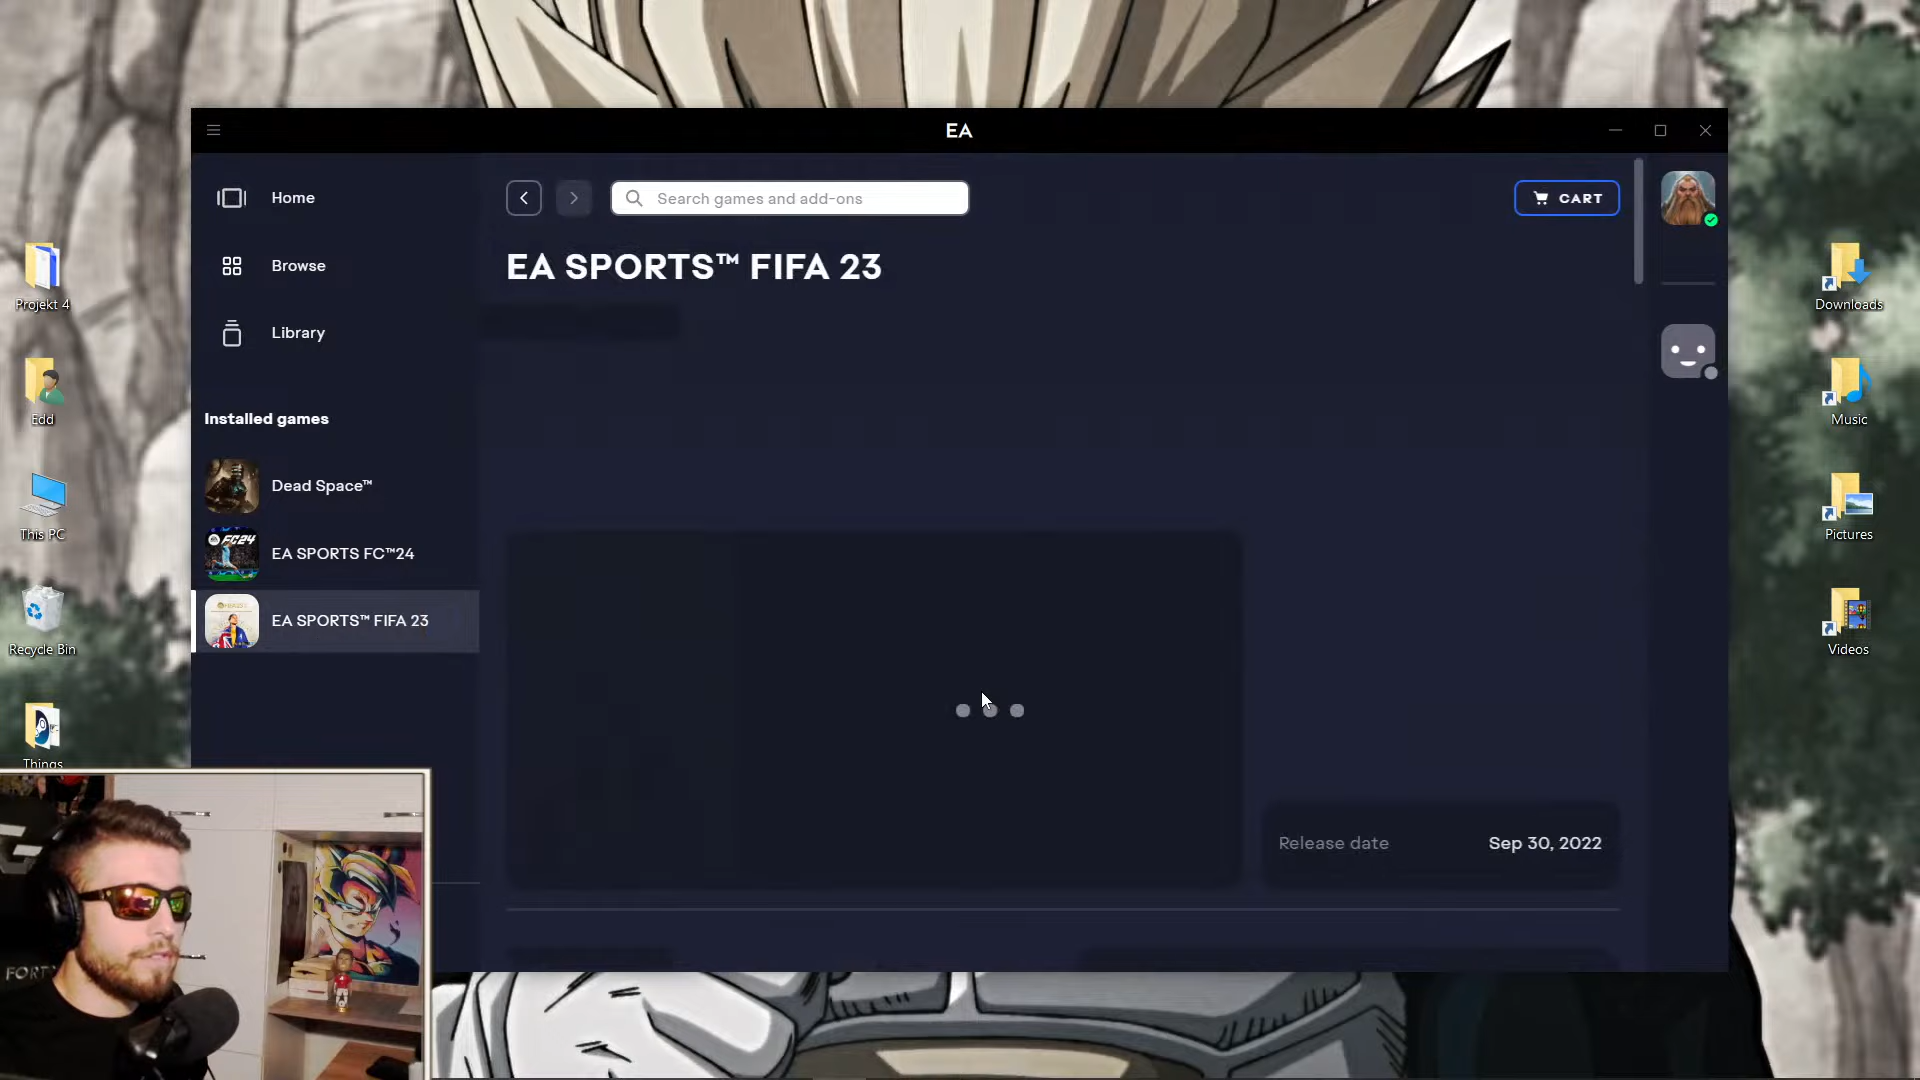 EA
Home
Search games and add-ons
CART
Browse
EA SPORTS™ FIFA 23
Library
Projekt 4
Downloads
Installed games
Edd
Music
Dead Space™
This PC
Pictures
FC24
EA SPORTS FC™24
EA SPORTS™ FIFA 23
Recycle Bin
Videos
Things
Release date
Sep 30, 2022